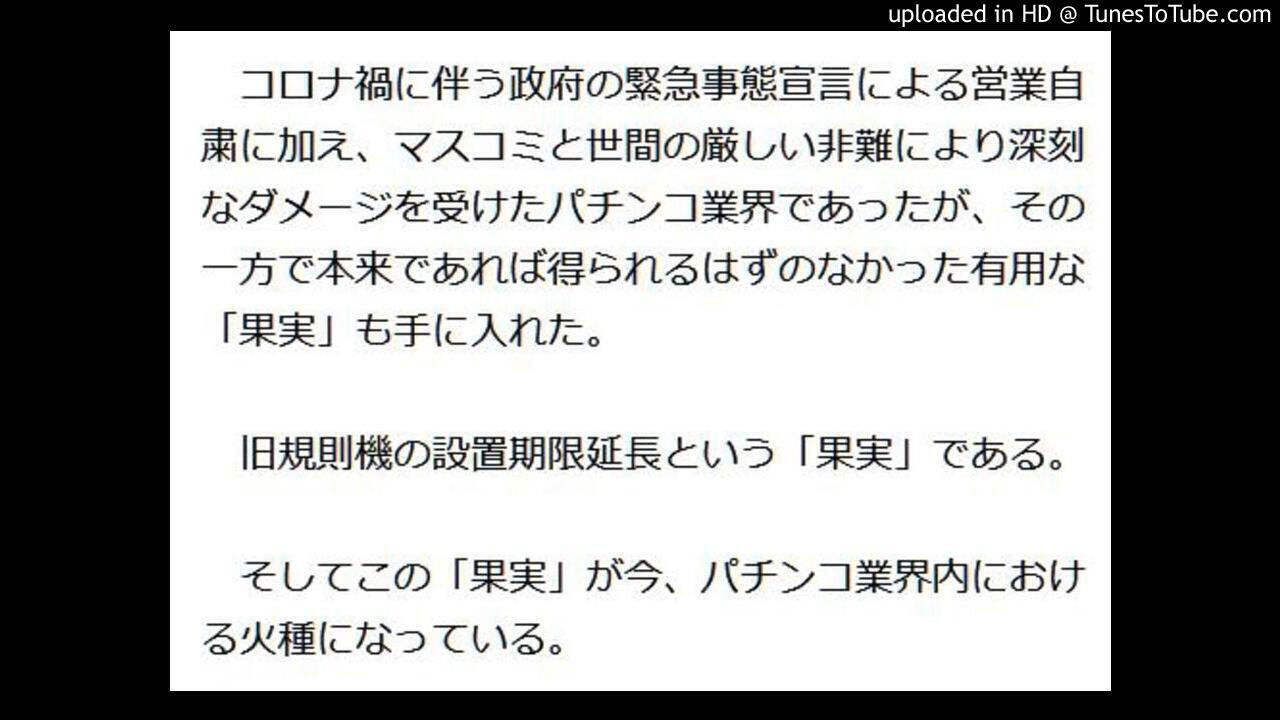 uploaded in HD @ TunesToTube.com
コロナ禍に伴う政府の緊急事態宣言による営業自
粛に加え、マスコミと世間の厳しい非難により深刻
なダメージを受けたパチンコ業界であったが、その
一方で本来であれば得られるはずのなかった有用な
「果実」も手に入れた。
旧規則機の設置期限延長という「果実」である。
そしてこの「果実」が今、パチンコ業界内におけ
る火種になっている。